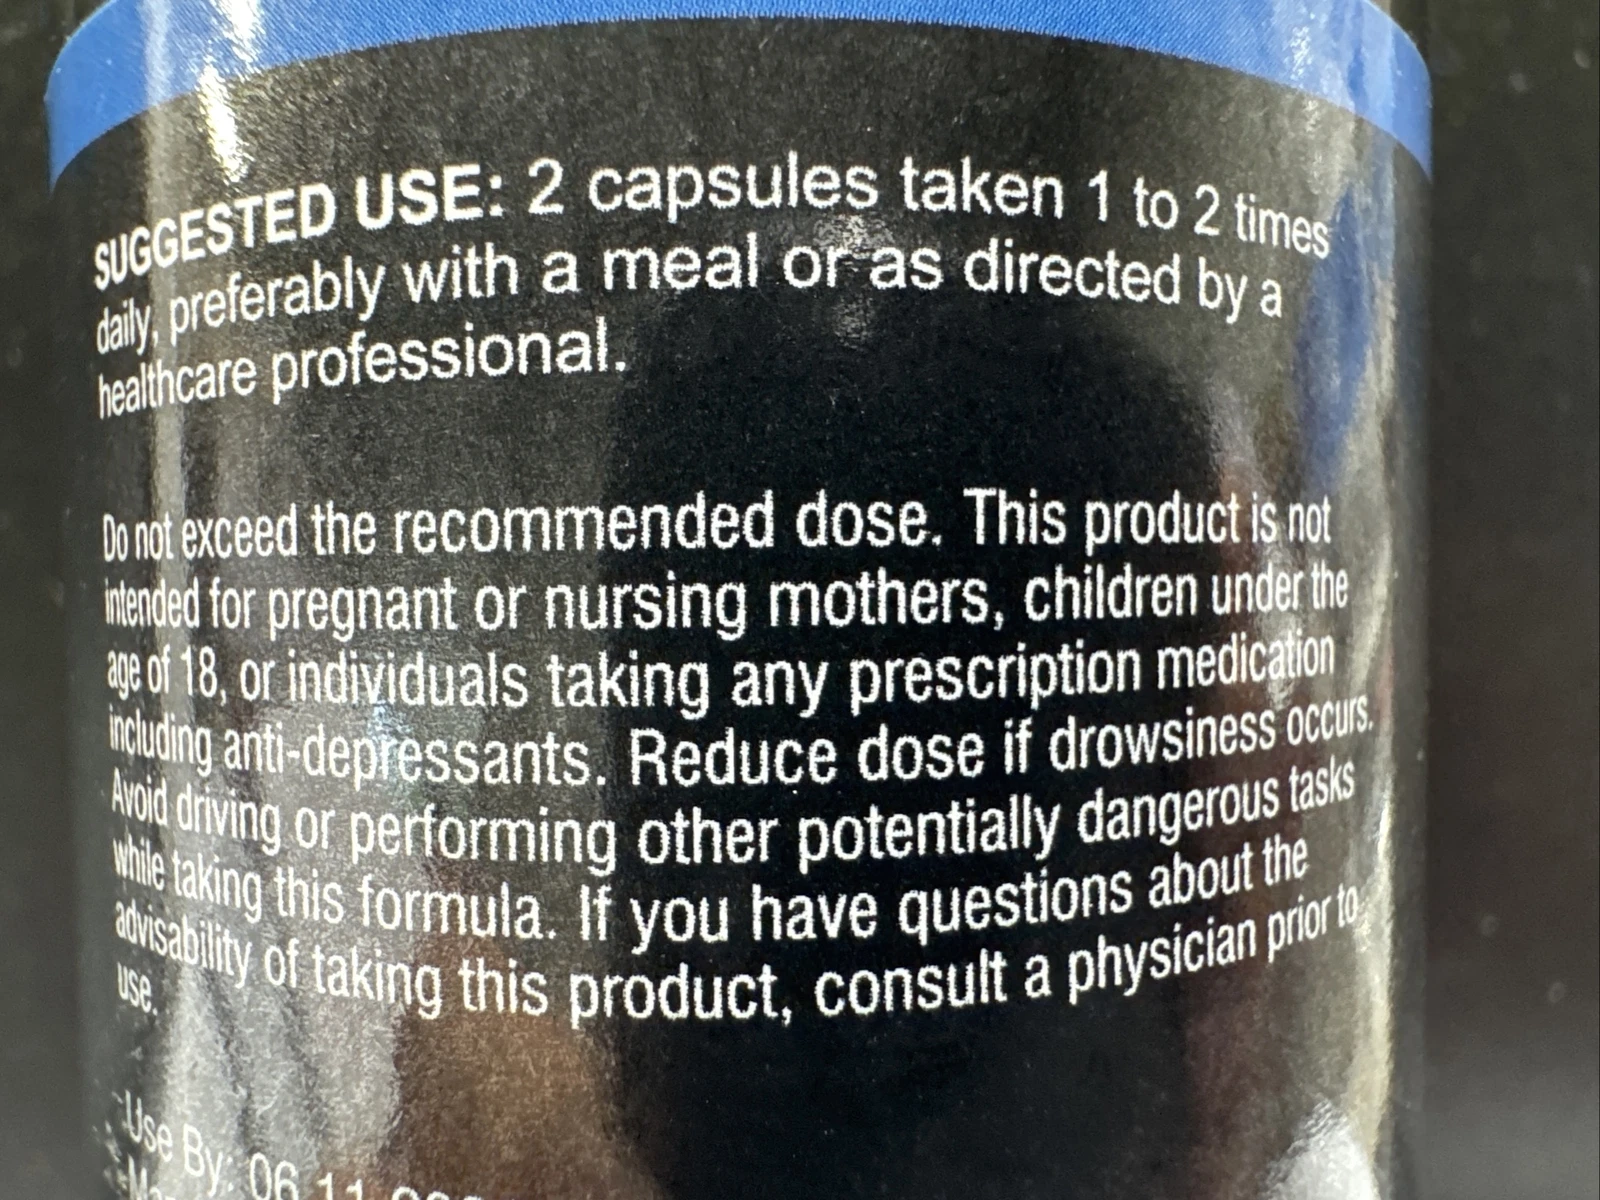 SUGGESTED USE: 2 capsules taken 1 to 2 times
daily, preferably with a meal or as directed by a
healthcare professional.
Do not exceed the recommended dose. This product is not
intended for pregnant or nursing mothers, children under the
age of 18, or individuals taking any prescription medication
including anti-depressants. Reduce dose if drowsiness occurs.
Avoid driving or performing other potentially dangerous tasks
while taking this formula. If you have questions about the
advisability of taking this product, consult a physician prior to
use.
Use By: 06 11